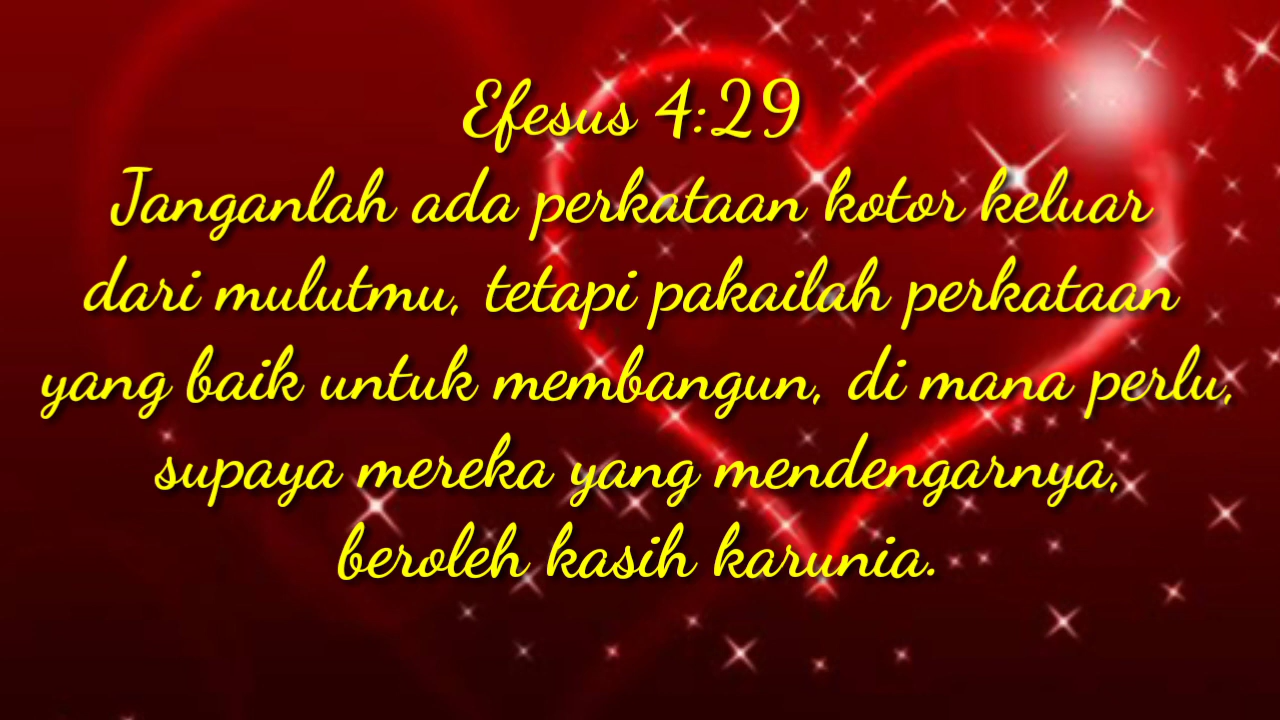 Efesus 4:29
Janganlah ada perkataan kotor keluar
dari mulutmu, tetapi pakailah perkataan
yang baik untuk membangun, di mana perlu,
supaya mereka yang mendengarnya,
beroleh kasih karunia.